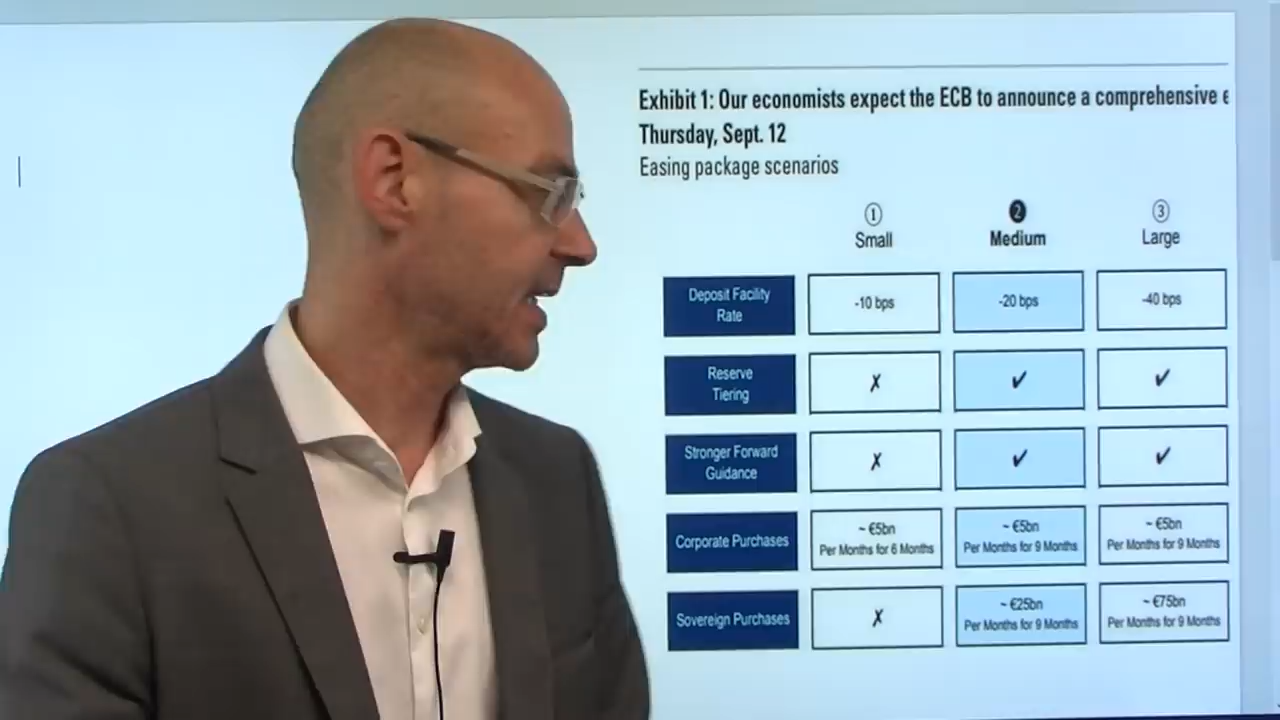 Exhibit 1: Our economists expect the ECB to announce a comprehensive e
Thursday, Sept. 12
Easing package scenarios
① ❷ ③
Small Medium Large
Deposit Facility
Rate
-10 bps -20 bps -40 bps
Reserve
Tiering
✗ ✓ ✓
Stronger Forward
Guidance
✗ ✓ ✓
Corporate Purchases
~ €5bn
Per Months for 6 Months
~ €5bn
Per Months for 9 Months
~ €5bn
Per Months for 9 Months
Sovereign Purchases
✗
~ €25bn
Per Months for 9 Months
~ €75bn
Per Months for 9 Months